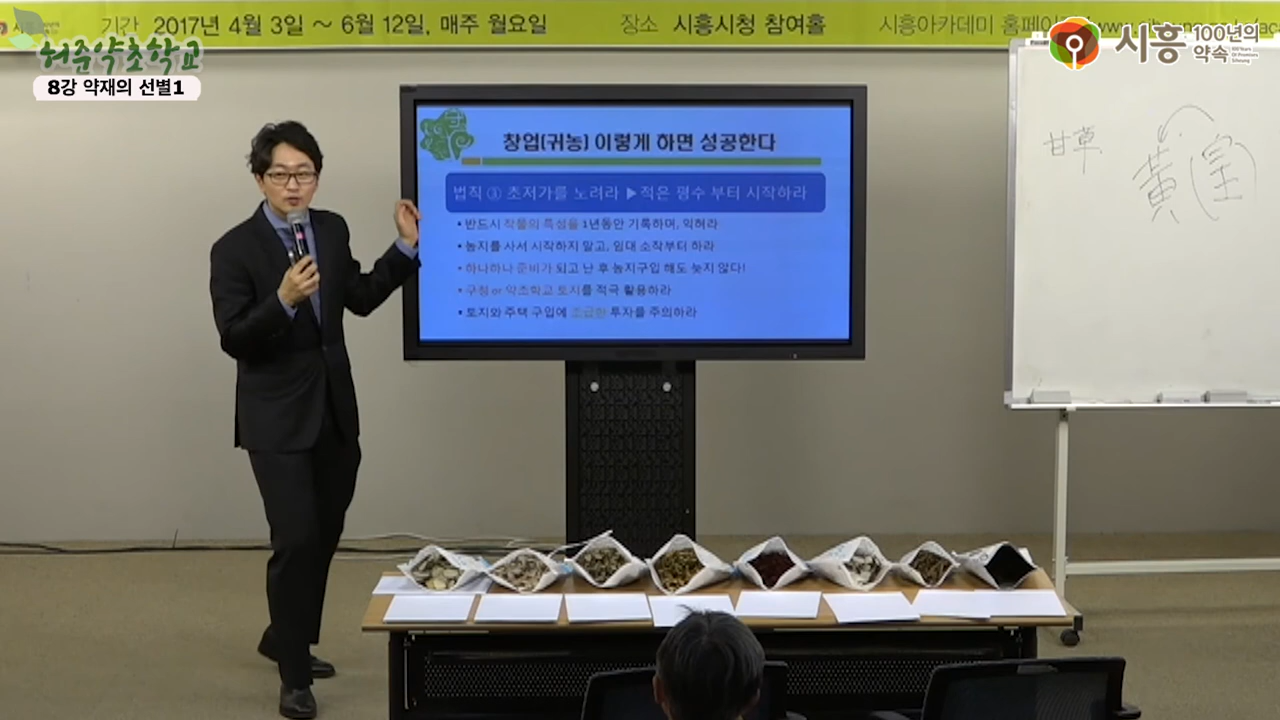 기간 2017년 4월 3일 ~ 6월 12일, 매주 월요일 장소 시흥시청 참여홀 시흥아카데미
허준약초학교
8강 약재의 선별1
시흥 100년의 약속
창업(귀농) 이렇게 하면 성공한다
법칙 ③ 초저가를 노려라 ▶적은 평수 부터 시작하라
• 반드시 작물의 특성을 1년동안 기록하며, 익혀라
• 농지를 사서 시작하지 말고, 임대 소작부터 하라
• 하나하나 준비가 되고 난 후 농지구입 해도 늦지 않다!
• 구청 or 약초학교 토지를 적극 활용하라
• 토지와 주택 구입에 조급한 투자를 주의하라
甘草
黃